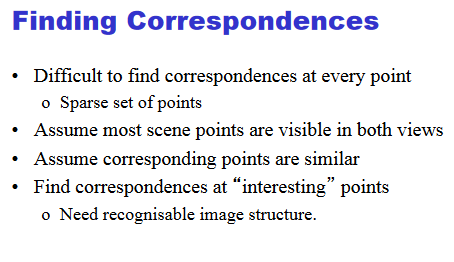 Finding Correspondences
• Difficult to find correspondences at every point
o Sparse set of points
• Assume most scene points are visible in both views
• Assume corresponding points are similar
• Find correspondences at “interesting” points
o Need recognisable image structure.